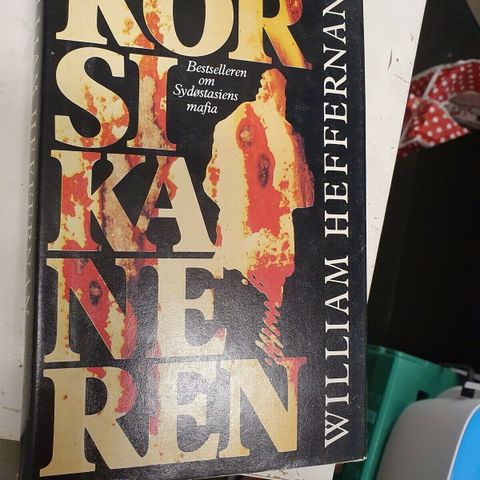 KOR
SI
KA
NE
REN
Bestselleren
om
Sydøstasiens
mafia
WILLIAM HEFFERNAN